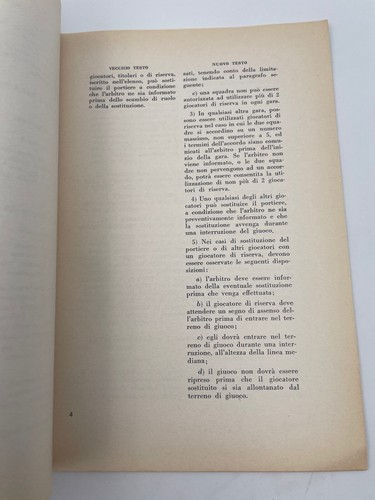 VECCHIO TESTO
giocatori, titolari o di riserva,
iscritto nell'elenco, può sosti-
tuire il portiere a condizione
che l'arbitro ne sia informato
prima dello scambio di ruolo
o della sostituzione.
NUOVO TESTO
zati, tenendo conto della limita-
zione indicata al paragrafo se-
guente;
c) una squadra non può essere
autorizzata ad utilizzare più di 2
giocatori di riserva in ogni gara.
3) In qualsiasi altra gara, pos-
sono essere utilizzati giocatori di
riserva nel caso in cui le due squa-
dre si accordino su un numero
massimo, non superiore a 5, ed
i termini dell'accordo siano comu-
nicati all'arbitro prima dell'ini-
zio della gara. Se l'arbitro non
viene informato, o le due squa-
dre non pervengono ad un accor-
do, potrà essere consentita la uti-
lizzazione di non più di 2 gioca-
tori di riserva.
4) Uno qualsiasi degli altri gio-
catori può sostituire il portiere,
a condizione che l'arbitro ne sia
preventivamente informato e che
la sostituzione avvenga durante
una interruzione del giuoco.
5) Nei casi di sostituzione del
portiere o di altri giocatori con
un giocatore di riserva, devono
essere osservate le seguenti dispo-
sizioni:
a) l'arbitro deve essere infor-
mato della eventuale sostituzione
prima che venga effettuata;
b) il giocatore di riserva deve
attendere un segno di assenso del-
l'arbitro prima di entrare nel ter-
reno di giuoco;
c) egli dovrà entrare nel ter-
reno di giuoco durante una inter-
ruzione, all'altezza della linea me-
diana;
d) il giuoco non dovrà essere
ripreso prima che il giocatore
sostituito si sia allontanato dal
terreno di giuoco.
4